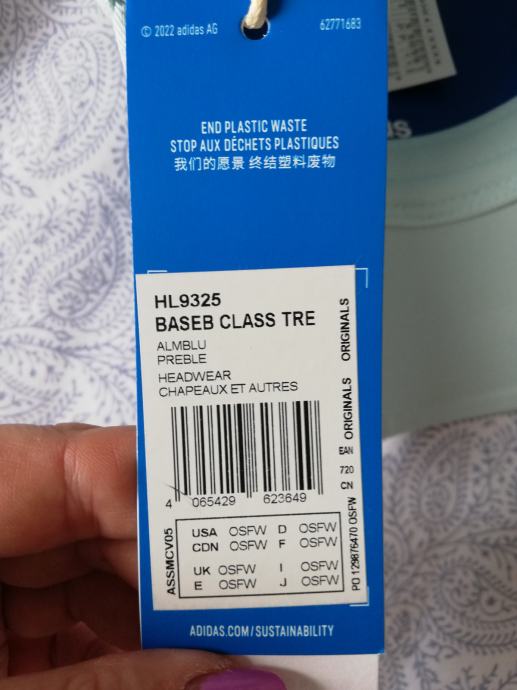 © 2022 adidas AG
62771683
END PLASTIC WASTE
STOP AUX DÉCHETS PLASTIQUES
我们的愿景 终结塑料废物
HL9325
BASEB CLASS TRE
ALMBLU
PREBLE
HEADWEAR
CHAPEAUX ET AUTRES
ORIGINALS
ORIGINALS
EAN
720
CN
4 065429 623649
ASSMCV05
USA OSFW D OSFW
CDN OSFW F OSFW
UK OSFW I OSFW
E OSFW J OSFW
PO 129876470 OSFW
ADIDAS.COM/SUSTAINABILITY